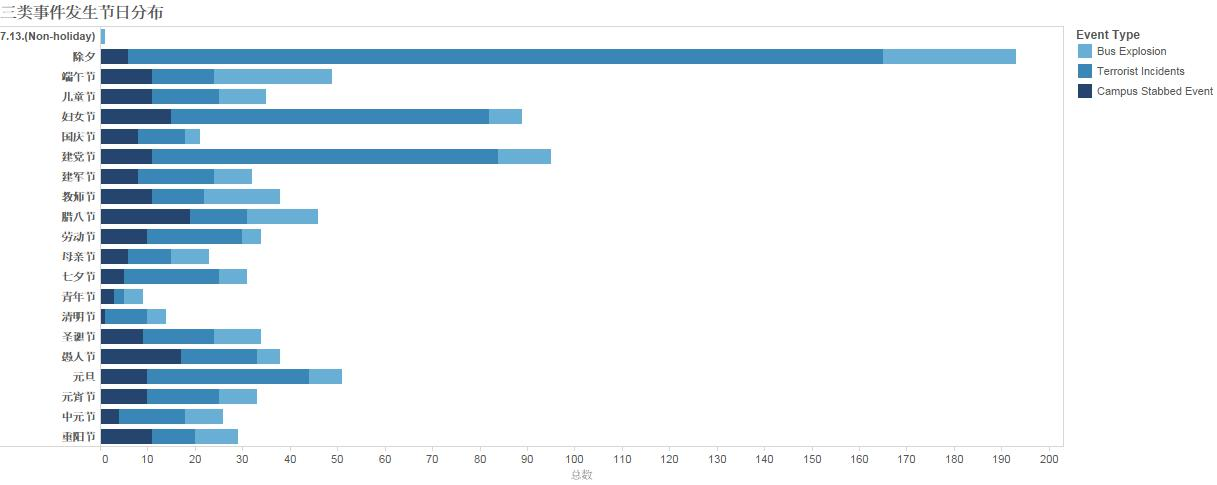 三类事件发生节日分布
Event Type
Bus Explosion
Terrorist Incidents
Campus Stabbed Event
7.13.(Non-holiday)
除夕
端午节
儿童节
妇女节
国庆节
建党节
建军节
教师节
腊八节
劳动节
母亲节
七夕节
青年节
清明节
圣诞节
愚人节
元旦
元宵节
中元节
重阳节
0 10 20 30 40 50 60 70 80 90 100 110 120 130 140 150 160 170 180 190 200
总数